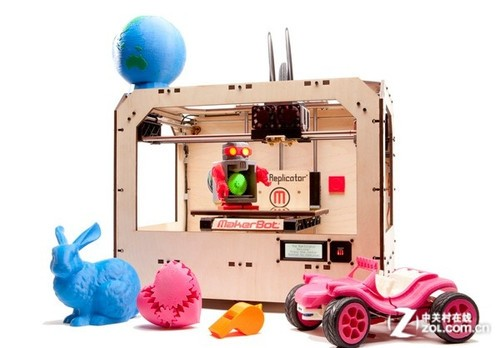 Replicator
M
MakerBot
中关村在线
zol.com.cn